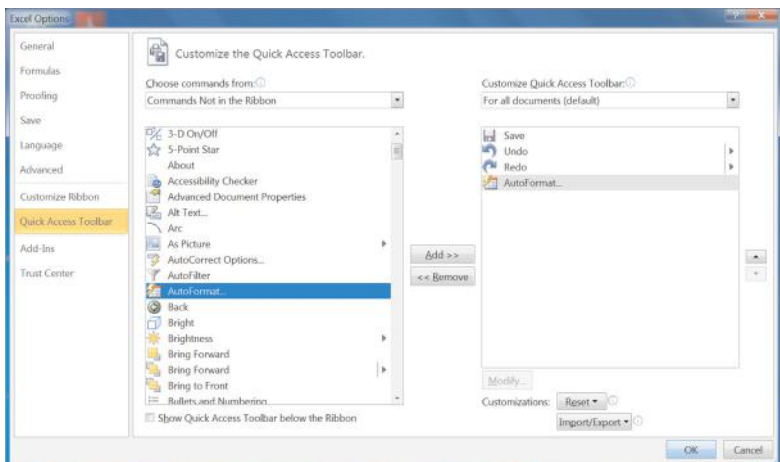 Excel Options
General
Formulas
Proofing
Save
Language
Advanced
Customize Ribbon
Quick Access Toolbar
Add-Ins
Trust Center
Customize the Quick Access Toolbar.
Choose commands from:
Commands Not in the Ribbon
3-D On/Off
5-Point Star
About
Accessibility Checker
Advanced Document Properties
Alt Text...
Arc
As Picture
AutoCorrect Options...
AutoFilter
AutoFormat...
Back
Bright
Brightness
Bring Forward
Bring Forward
Bring to Front
Bullets and Numbering
Show Quick Access Toolbar below the Ribbon
Add >>
<< Remove
Customize Quick Access Toolbar:
For all documents (default)
Save
Undo
Redo
AutoFormat...
Modify...
Customizations: Reset
Import/Export
OK Cancel